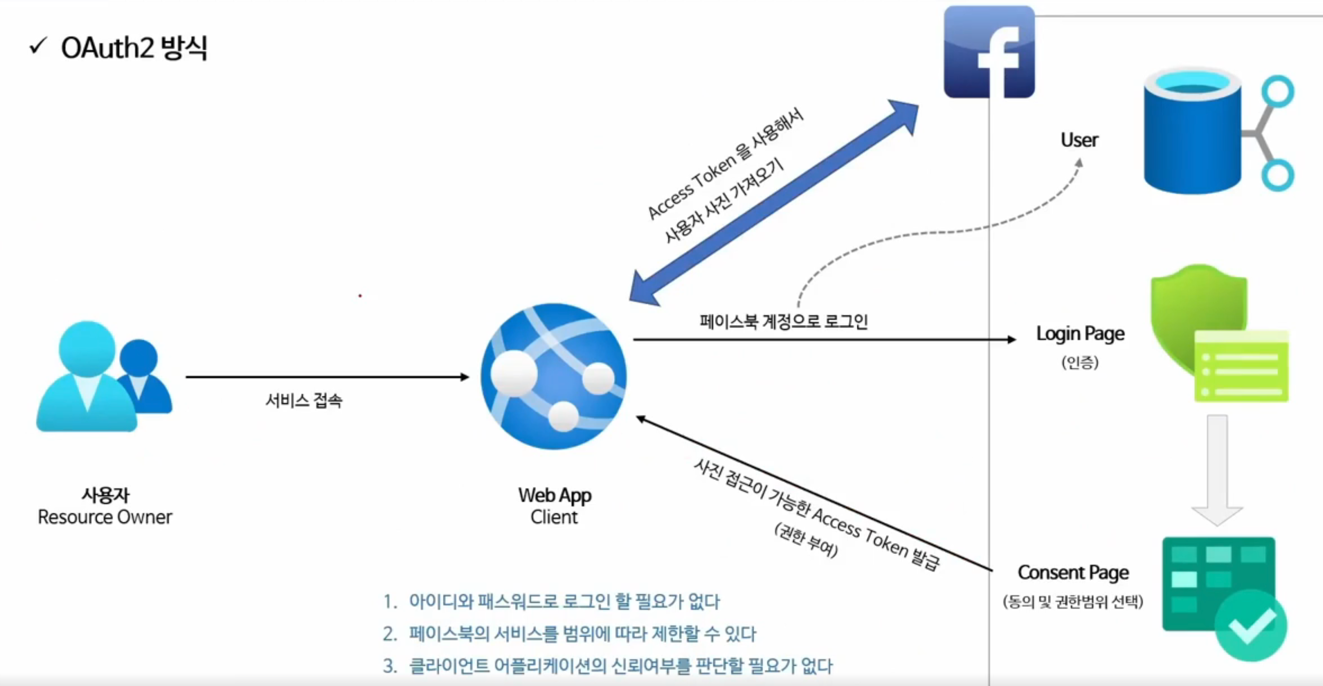 ✓ OAuth2 방식
Access Token 을 사용해서
사용자 사진 가져오기
User
페이스북 계정으로 로그인
Login Page
(인증)
서비스 접속
사용자
Resource Owner
Web App
Client
사진 접근이 가능한 Access Token 발급
(권한 부여)
Consent Page
(동의 및 권한범위 선택)
1. 아이디와 패스워드로 로그인 할 필요가 없다
2. 페이스북의 서비스를 범위에 따라 제한할 수 있다
3. 클라이언트 어플리케이션의 신뢰여부를 판단할 필요가 없다